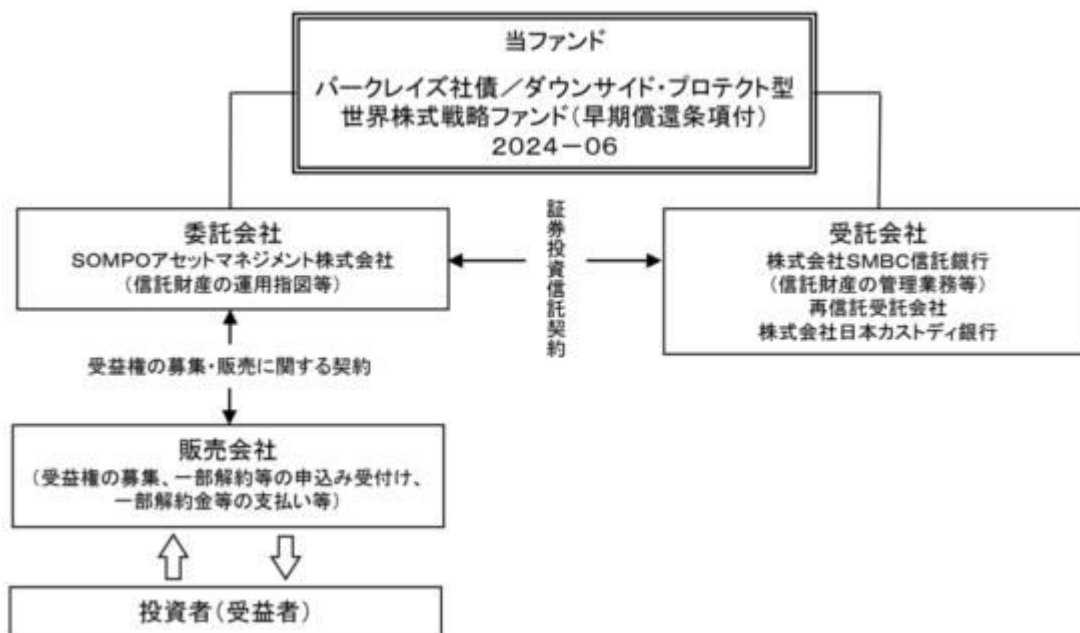 当ファンド
バークレイズ社債／ダウンサイド・プロテクト型
世界株式戦略ファンド（早期償還条項付）
2024－06
委託会社
SOMPOアセットマネジメント株式会社
（信託財産の運用指図等）
証券投資信託契約
受託会社
株式会社SMBC信託銀行
（信託財産の管理業務等）
再信託受託会社
株式会社日本カストディ銀行
受益権の募集・販売に関する契約
販売会社
（受益権の募集、一部解約等の申込み受付け、
一部解約金等の支払い等）
投資者（受益者）